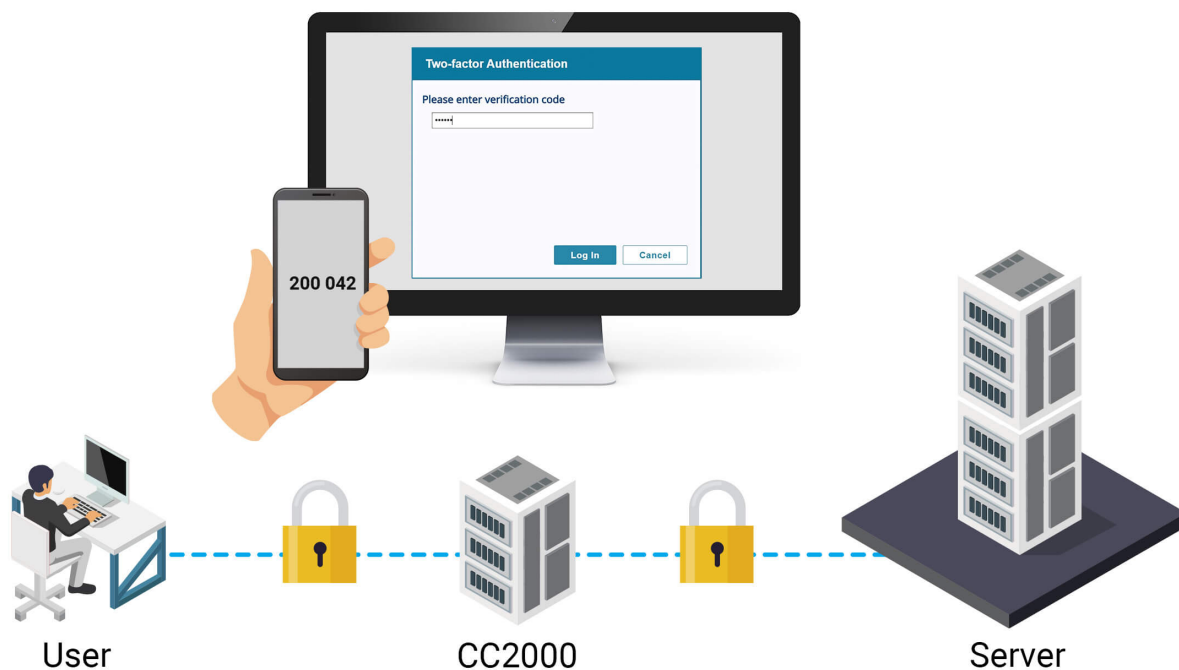 Two-factor Authentication
Please enter verification code
••••••
Log In
Cancel
200 042
User
CC2000
Server